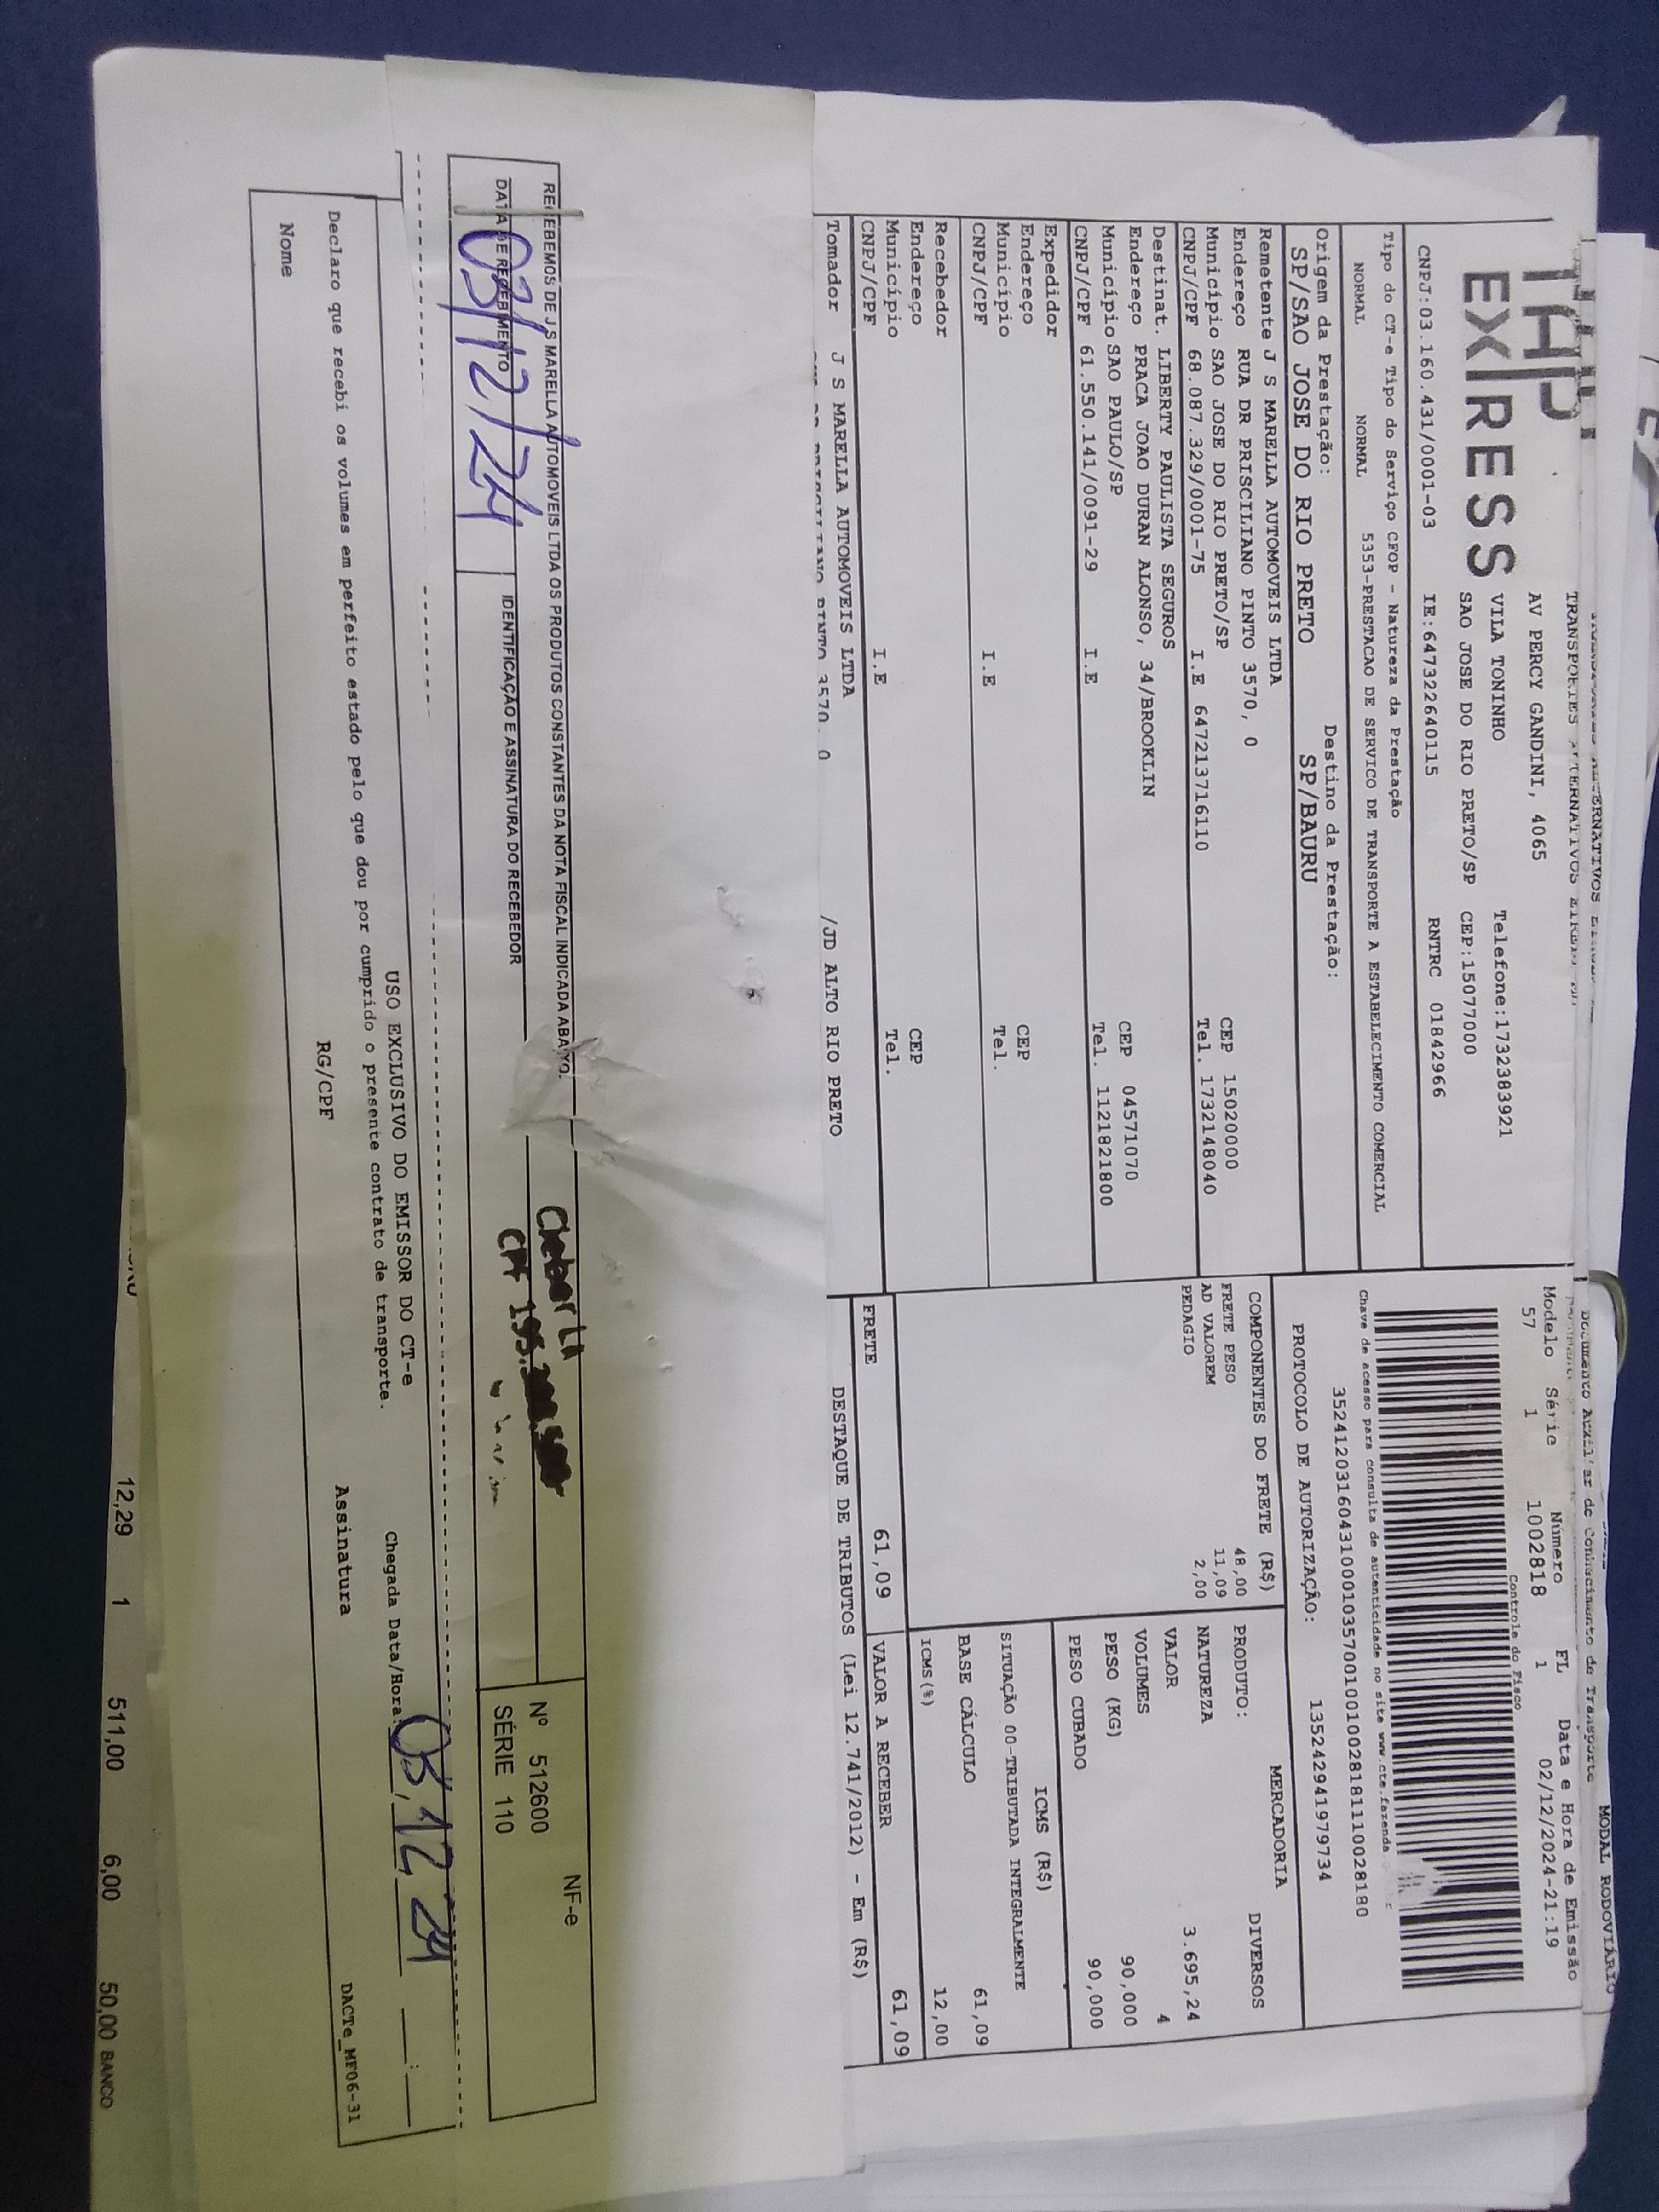 MODAL RODOVIÁRIO
Documento Auxiliar de Conhecimento de Transporte
TAP EXPRESS
TRANSPORTES ALTERNATIVOS
AV PERCY GANDINI, 4065
VILA TONINHO Telefone:1732383921
SAO JOSE DO RIO PRETO/SP CEP:15077000
CNPJ:03.160.431/0001-03 IE:647322640115 RNTRC 01842966
Modelo Série Número FL Data e Hora de Emissão
57 1 1002818 1 02/12/2024-21:19
Controle do Fisco
Tipo do CT-e Tipo do Serviço CFOP - Natureza da Prestação
NORMAL NORMAL 5353-PRESTACAO DE SERVICO DE TRANSPORTE A ESTABELECIMENTO COMERCIAL
Chave de acesso para consulta de autenticidade no site www.cte.fazenda
35241203160431000103570010010028181110028180
Origem da Prestação: Destino da Prestação:
SP/SAO JOSE DO RIO PRETO SP/BAURU
PROTOCOLO DE AUTORIZAÇÃO: 135242941979734
Remetente J S MARELLA AUTOMOVEIS LTDA
Endereço RUA DR PRISCILIANO PINTO 3570, 0
Município SAO JOSE DO RIO PRETO/SP CEP 15020000
CNPJ/CPF 68.087.329/0001-75 I.E 647213716110 Tel. 1732148040
Destinat. LIBERTY PAULISTA SEGUROS
Endereço PRACA JOAO DURAN ALONSO, 34/BROOKLIN
Município SAO PAULO/SP CEP 04571070
CNPJ/CPF 61.550.141/0091-29 I.E Tel. 1121821800
Expedidor
Endereço
Município CEP
CNPJ/CPF I.E Tel.
Recebedor
Endereço
Município CEP
CNPJ/CPF I.E Tel.
Tomador J S MARELLA AUTOMOVEIS LTDA /JD ALTO RIO PRETO
PINTO 3570, 0
COMPONENTES DO FRETE (R$)
FRETE PESO 48,00
AD VALOREM 11,09
PEDAGIO 2,00
MERCADORIA
PRODUTO: DIVERSOS
NATUREZA
VALOR 3.695,24
VOLUMES 4
PESO (KG) 90,000
PESO CUBADO 90,000
ICMS (R$)
SITUAÇÃO 00-TRIBUTADA INTEGRALMENTE
BASE CÁLCULO 61,09
ICMS(%) 12,00
FRETE 61,09 VALOR A RECEBER 61,09
DESTAQUE DE TRIBUTOS (Lei 12.741/2012) - Em (R$)
RECEBEMOS DE J S MARELLA AUTOMOVEIS LTDA OS PRODUTOS CONSTANTES DA NOTA FISCAL INDICADA ABAIXO.
DATA DE RECEBIMENTO IDENTIFICAÇÃO E ASSINATURA DO RECEBEDOR
03/12/24
CPF 195.
NF-e
Nº 512600
SÉRIE 110
USO EXCLUSIVO DO EMISSOR DO CT-e
Chegada Data/Hora: 03/12/24 :
Declaro que recebi os volumes em perfeito estado pelo que dou por cumprido o presente contrato de transporte.
Nome RG/CPF Assinatura
DACTe_MF06-31
12,29 1 511,00 6,00 50,00 BANCO